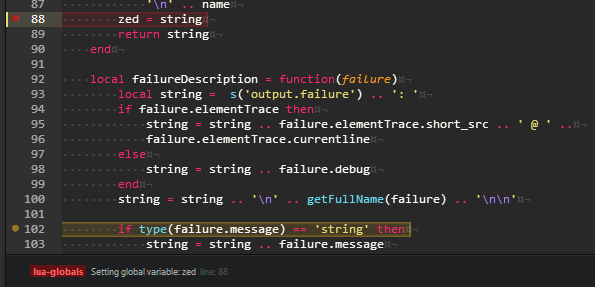 87 '\n' .. name
88 zed = string¤¬
89 return string¤¬
90 end¤¬
91 ¤¬
92 local failureDescription = function(failure)¤¬
93 local string =  s('output.failure') .. ': '¤¬
94 if failure.elementTrace then¤¬
95 string = string .. failure.elementTrace.short_src .. ' @ ' ..¤¬
96 failure.elementTrace.currentline¤¬
97 else¤¬
98 string = string .. failure.debug¤¬
99 end¤¬
100 string = string .. '\n' .. getFullName(failure) .. '\n\n'¤¬
101 ¤¬
102 if type(failure.message) == 'string' then¤¬
103 string = string .. failure.message¤¬
lua-globals Setting global variable: zed line: 88